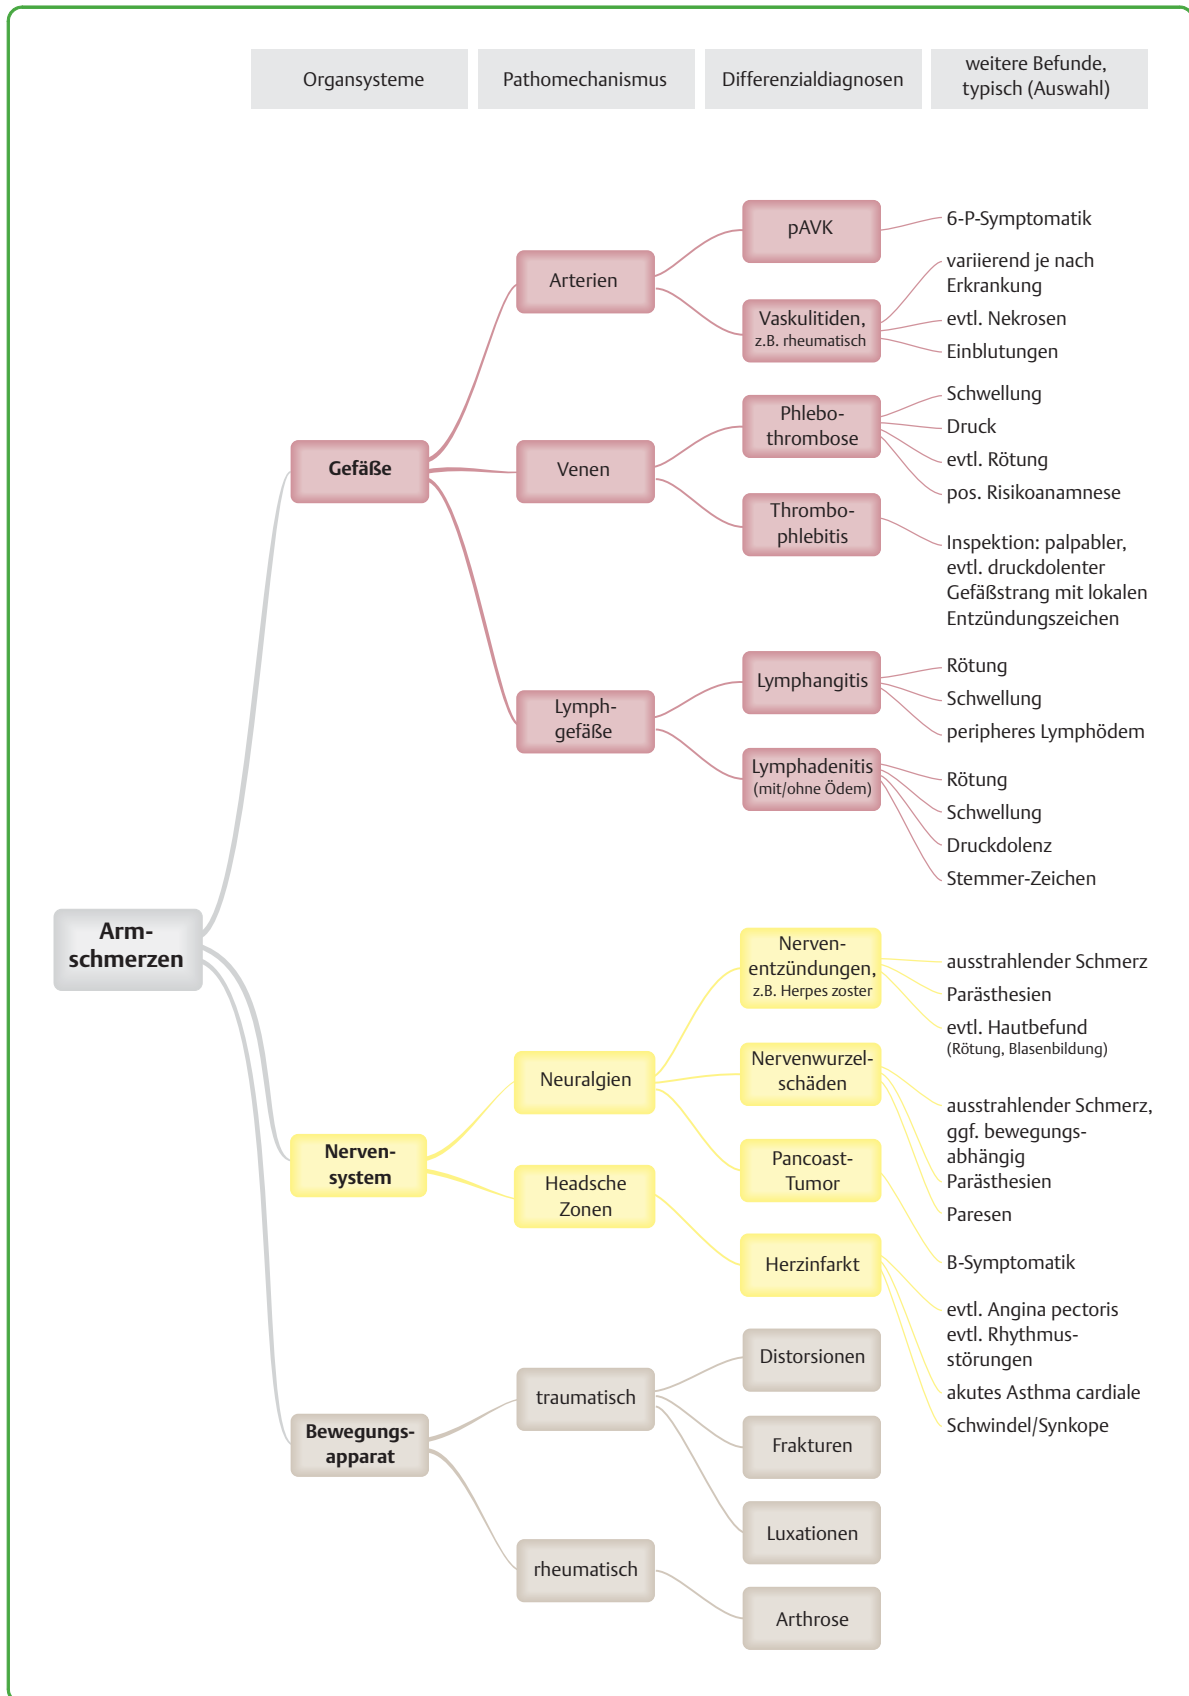 Organsysteme
Pathomechanismus
Differenzialdiagnosen
weitere Befunde,
typisch (Auswahl)
Arm-
schmerzen
Gefäße
Arterien
pAVK
6-P-Symptomatik
Vaskulitiden,
z.B. rheumatisch
variierend je nach
Erkrankung
evtl. Nekrosen
Einblutungen
Venen
Phlebo-
thrombose
Schwellung
Druck
evtl. Rötung
pos. Risikoanamnese
Thrombo-
phlebitis
Inspektion: palpabler,
evtl. druckdolenter
Gefäßstrang mit lokalen
Entzündungszeichen
Lymph-
gefäße
Lymphangitis
Rötung
Schwellung
peripheres Lymphödem
Lymphadenitis
(mit/ohne Ödem)
Rötung
Schwellung
Druckdolenz
Stemmer-Zeichen
Nerven-
system
Neuralgien
Nerven-
entzündungen,
z.B. Herpes zoster
ausstrahlender Schmerz
Parästhesien
evtl. Hautbefund
(Rötung, Blasenbildung)
Nervenwurzel-
schäden
ausstrahlender Schmerz,
ggf. bewegungs-
abhängig
Parästhesien
Paresen
Pancoast-
Tumor
B-Symptomatik
Headsche
Zonen
Herzinfarkt
evtl. Angina pectoris
evtl. Rhythmus-
störungen
akutes Asthma cardiale
Schwindel/Synkope
Bewegungs-
apparat
traumatisch
Distorsionen
Frakturen
Luxationen
rheumatisch
Arthrose